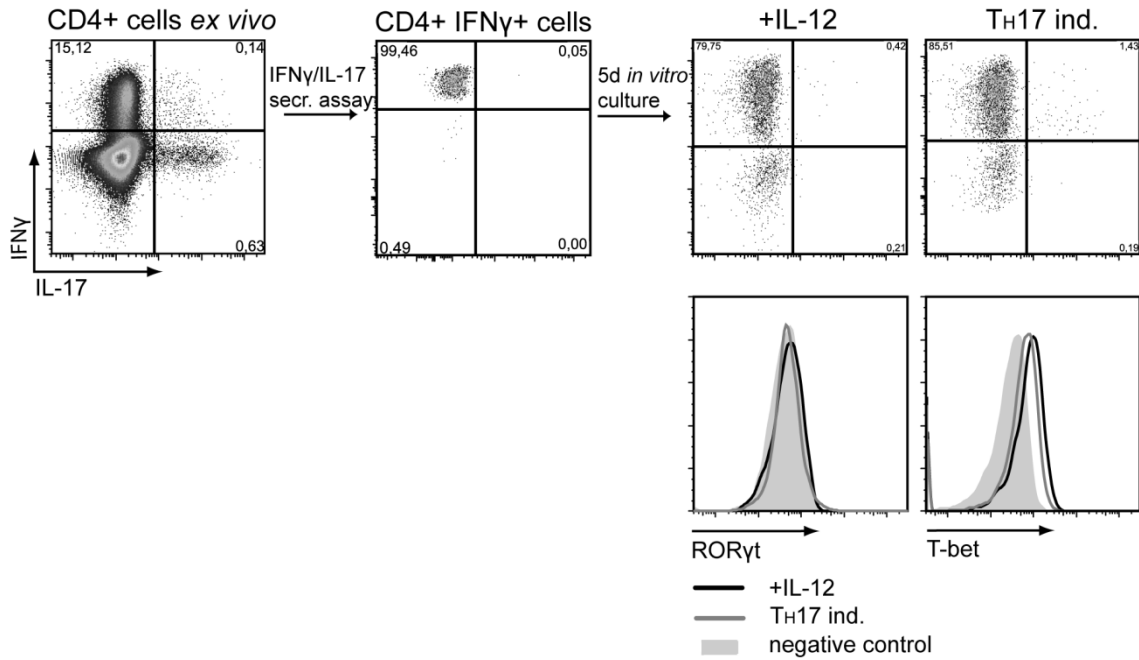 CD4+ cells ex vivo
CD4+ IFNγ+ cells
+IL-12
TH17 ind.
15,12
0,14
0,63
IFNγ
IL-17
IFNγ/IL-17
secr. assay
99,46
0,05
0,49
0,00
5d in vitro
culture
79,75
0,42
0,21
85,51
1,43
0,19
RORγt
T-bet
+IL-12
TH17 ind.
negative control